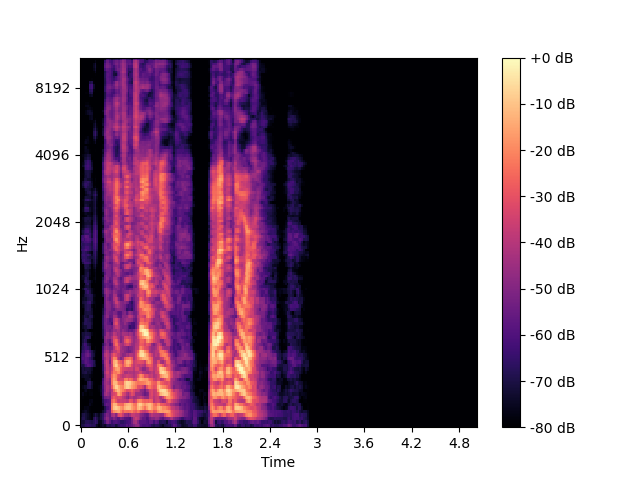 8192
4096
2048
1024
512
0
Hz
0 0.6 1.2 1.8 2.4 3 3.6 4.2 4.8
Time
+0 dB
-10 dB
-20 dB
-30 dB
-40 dB
-50 dB
-60 dB
-70 dB
-80 dB